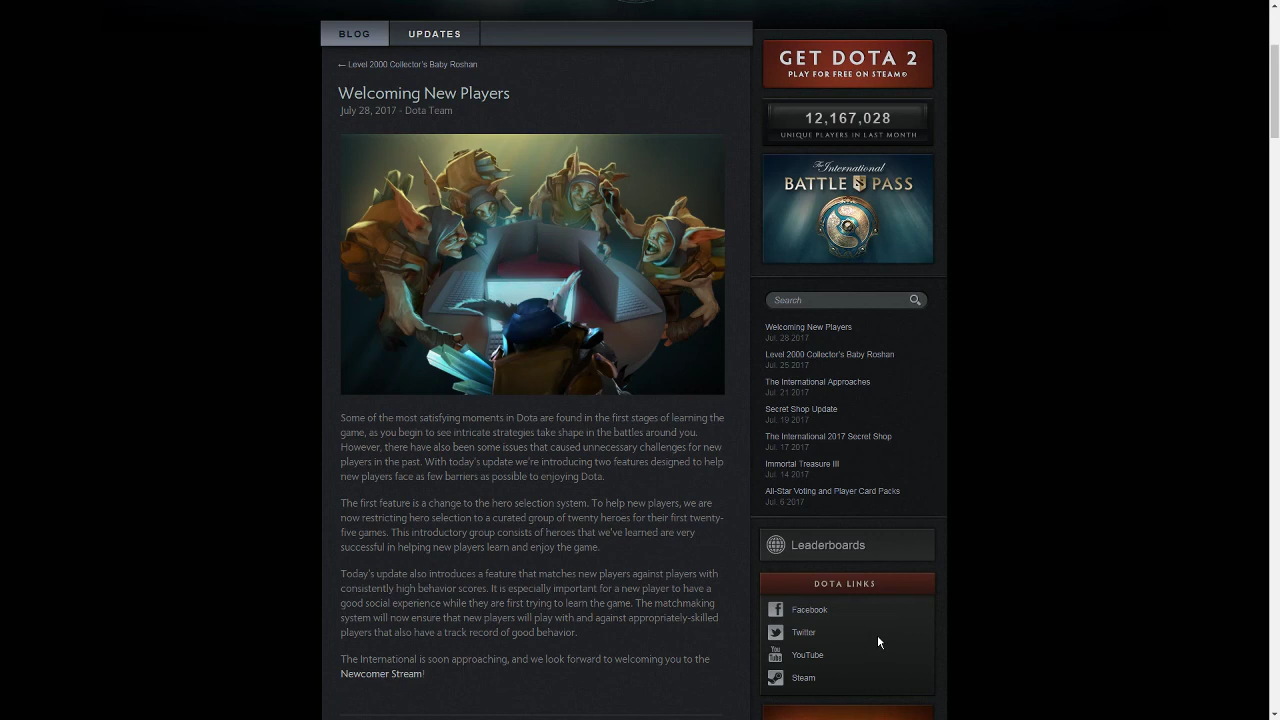 BLOG
UPDATES
← Level 2000 Collector's Baby Roshan
Welcoming New Players
July 28, 2017 - Dota Team
Some of the most satisfying moments in Dota are found in the first stages of learning the
game, as you begin to see intricate strategies take shape in the battles around you.
However, there have also been some issues that caused unnecessary challenges for new
players in the past. With today's update we're introducing two features designed to help
new players face as few barriers as possible to enjoying Dota.
The first feature is a change to the hero selection system. To help new players, we are
now restricting hero selection to a curated group of twenty heroes for their first twenty-
five games. This introductory group consists of heroes that we've learned are very
successful in helping new players learn and enjoy the game.
Today's update also introduces a feature that matches new players against players with
consistently high behavior scores. It is especially important for a new player to have a
good social experience while they are first trying to learn the game. The matchmaking
system will now ensure that new players will play with and against appropriately-skilled
players that also have a track record of good behavior.
The International is soon approaching, and we look forward to welcoming you to the
Newcomer Stream!
GET DOTA 2
PLAY FOR FREE ON STEAM®
12,167,028
UNIQUE PLAYERS IN LAST MONTH
The International
BATTLE PASS
Search
Welcoming New Players
Jul. 28 2017
Level 2000 Collector's Baby Roshan
Jul. 25 2017
The International Approaches
Jul. 21 2017
Secret Shop Update
Jul. 19 2017
The International 2017 Secret Shop
Jul. 17 2017
Immortal Treasure III
Jul. 14 2017
All-Star Voting and Player Card Packs
Jul. 6 2017
Leaderboards
DOTA LINKS
Facebook
Twitter
YouTube
Steam